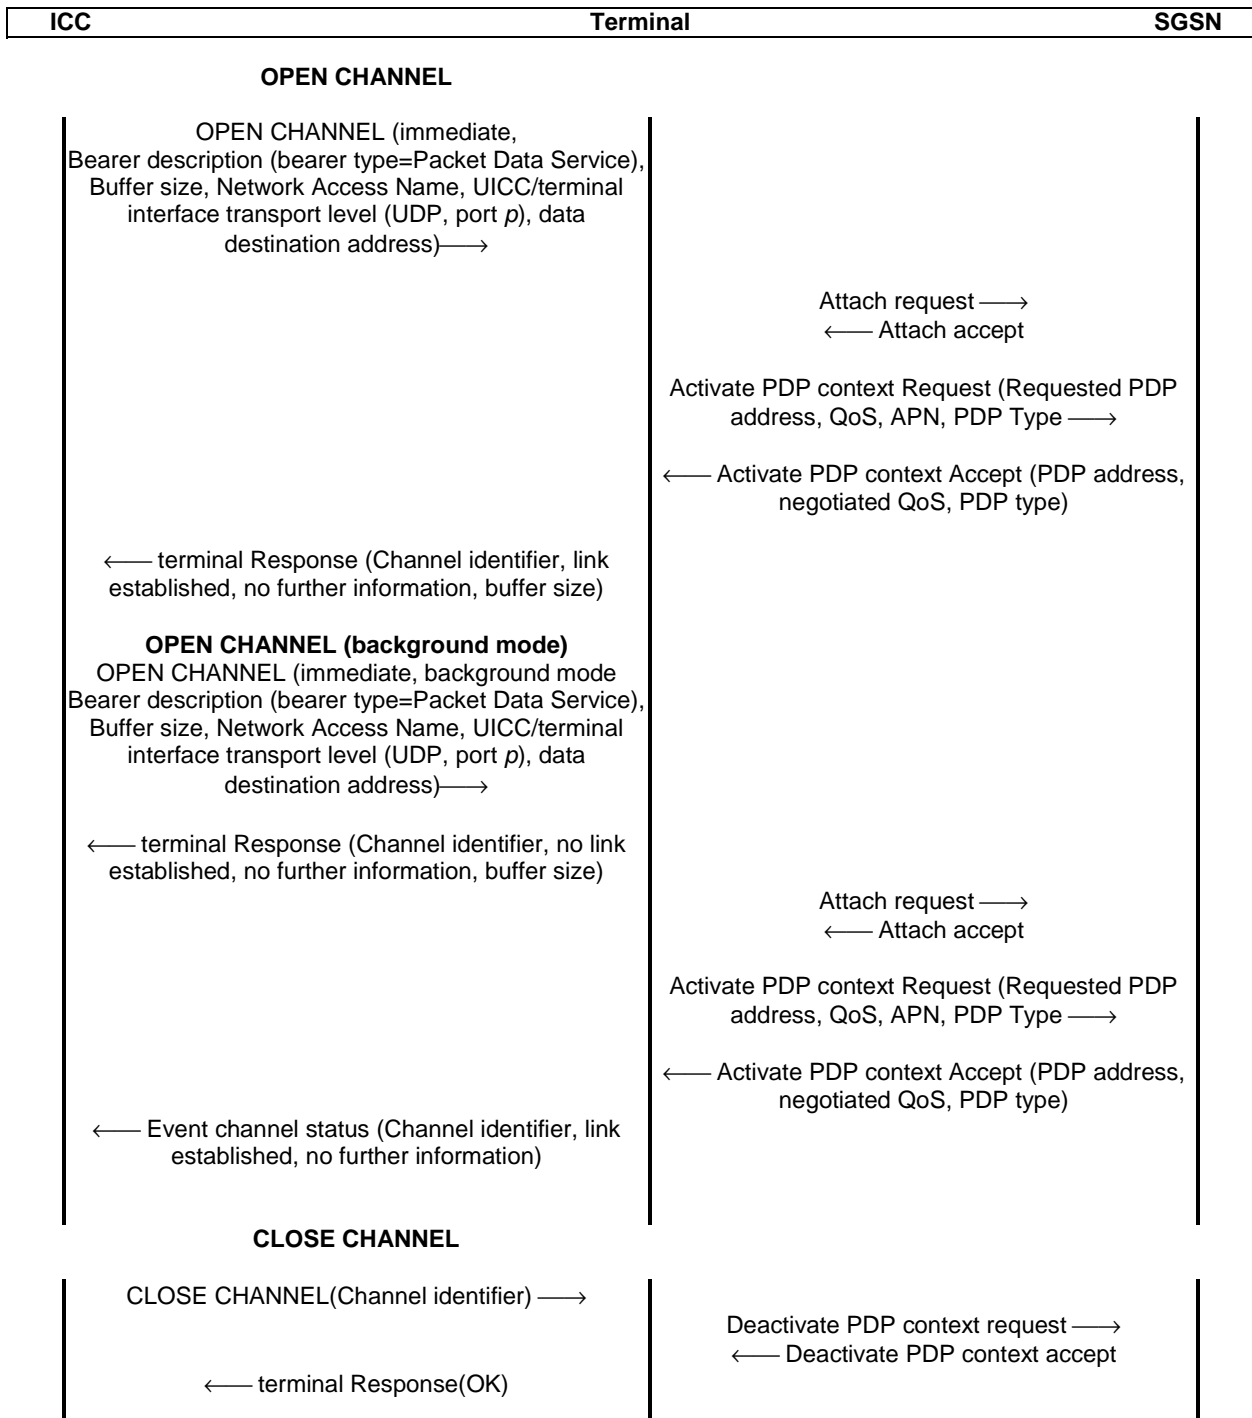 ICC Terminal SGSN
OPEN CHANNEL
OPEN CHANNEL (immediate,
Bearer description (bearer type=Packet Data Service),
Buffer size, Network Access Name, UICC/terminal
interface transport level (UDP, port p), data
destination address)⟶
Attach request ⟶
⟵ Attach accept
Activate PDP context Request (Requested PDP
address, QoS, APN, PDP Type ⟶
⟵ Activate PDP context Accept (PDP address,
negotiated QoS, PDP type)
⟵ terminal Response (Channel identifier, link
established, no further information, buffer size)
OPEN CHANNEL (background mode)
OPEN CHANNEL (immediate, background mode
Bearer description (bearer type=Packet Data Service),
Buffer size, Network Access Name, UICC/terminal
interface transport level (UDP, port p), data
destination address)⟶
⟵ terminal Response (Channel identifier, no link
established, no further information, buffer size)
Attach request ⟶
⟵ Attach accept
Activate PDP context Request (Requested PDP
address, QoS, APN, PDP Type ⟶
⟵ Activate PDP context Accept (PDP address,
negotiated QoS, PDP type)
⟵ Event channel status (Channel identifier, link
established, no further information)
CLOSE CHANNEL
CLOSE CHANNEL(Channel identifier) ⟶
Deactivate PDP context request ⟶
⟵ Deactivate PDP context accept
⟵ terminal Response(OK)